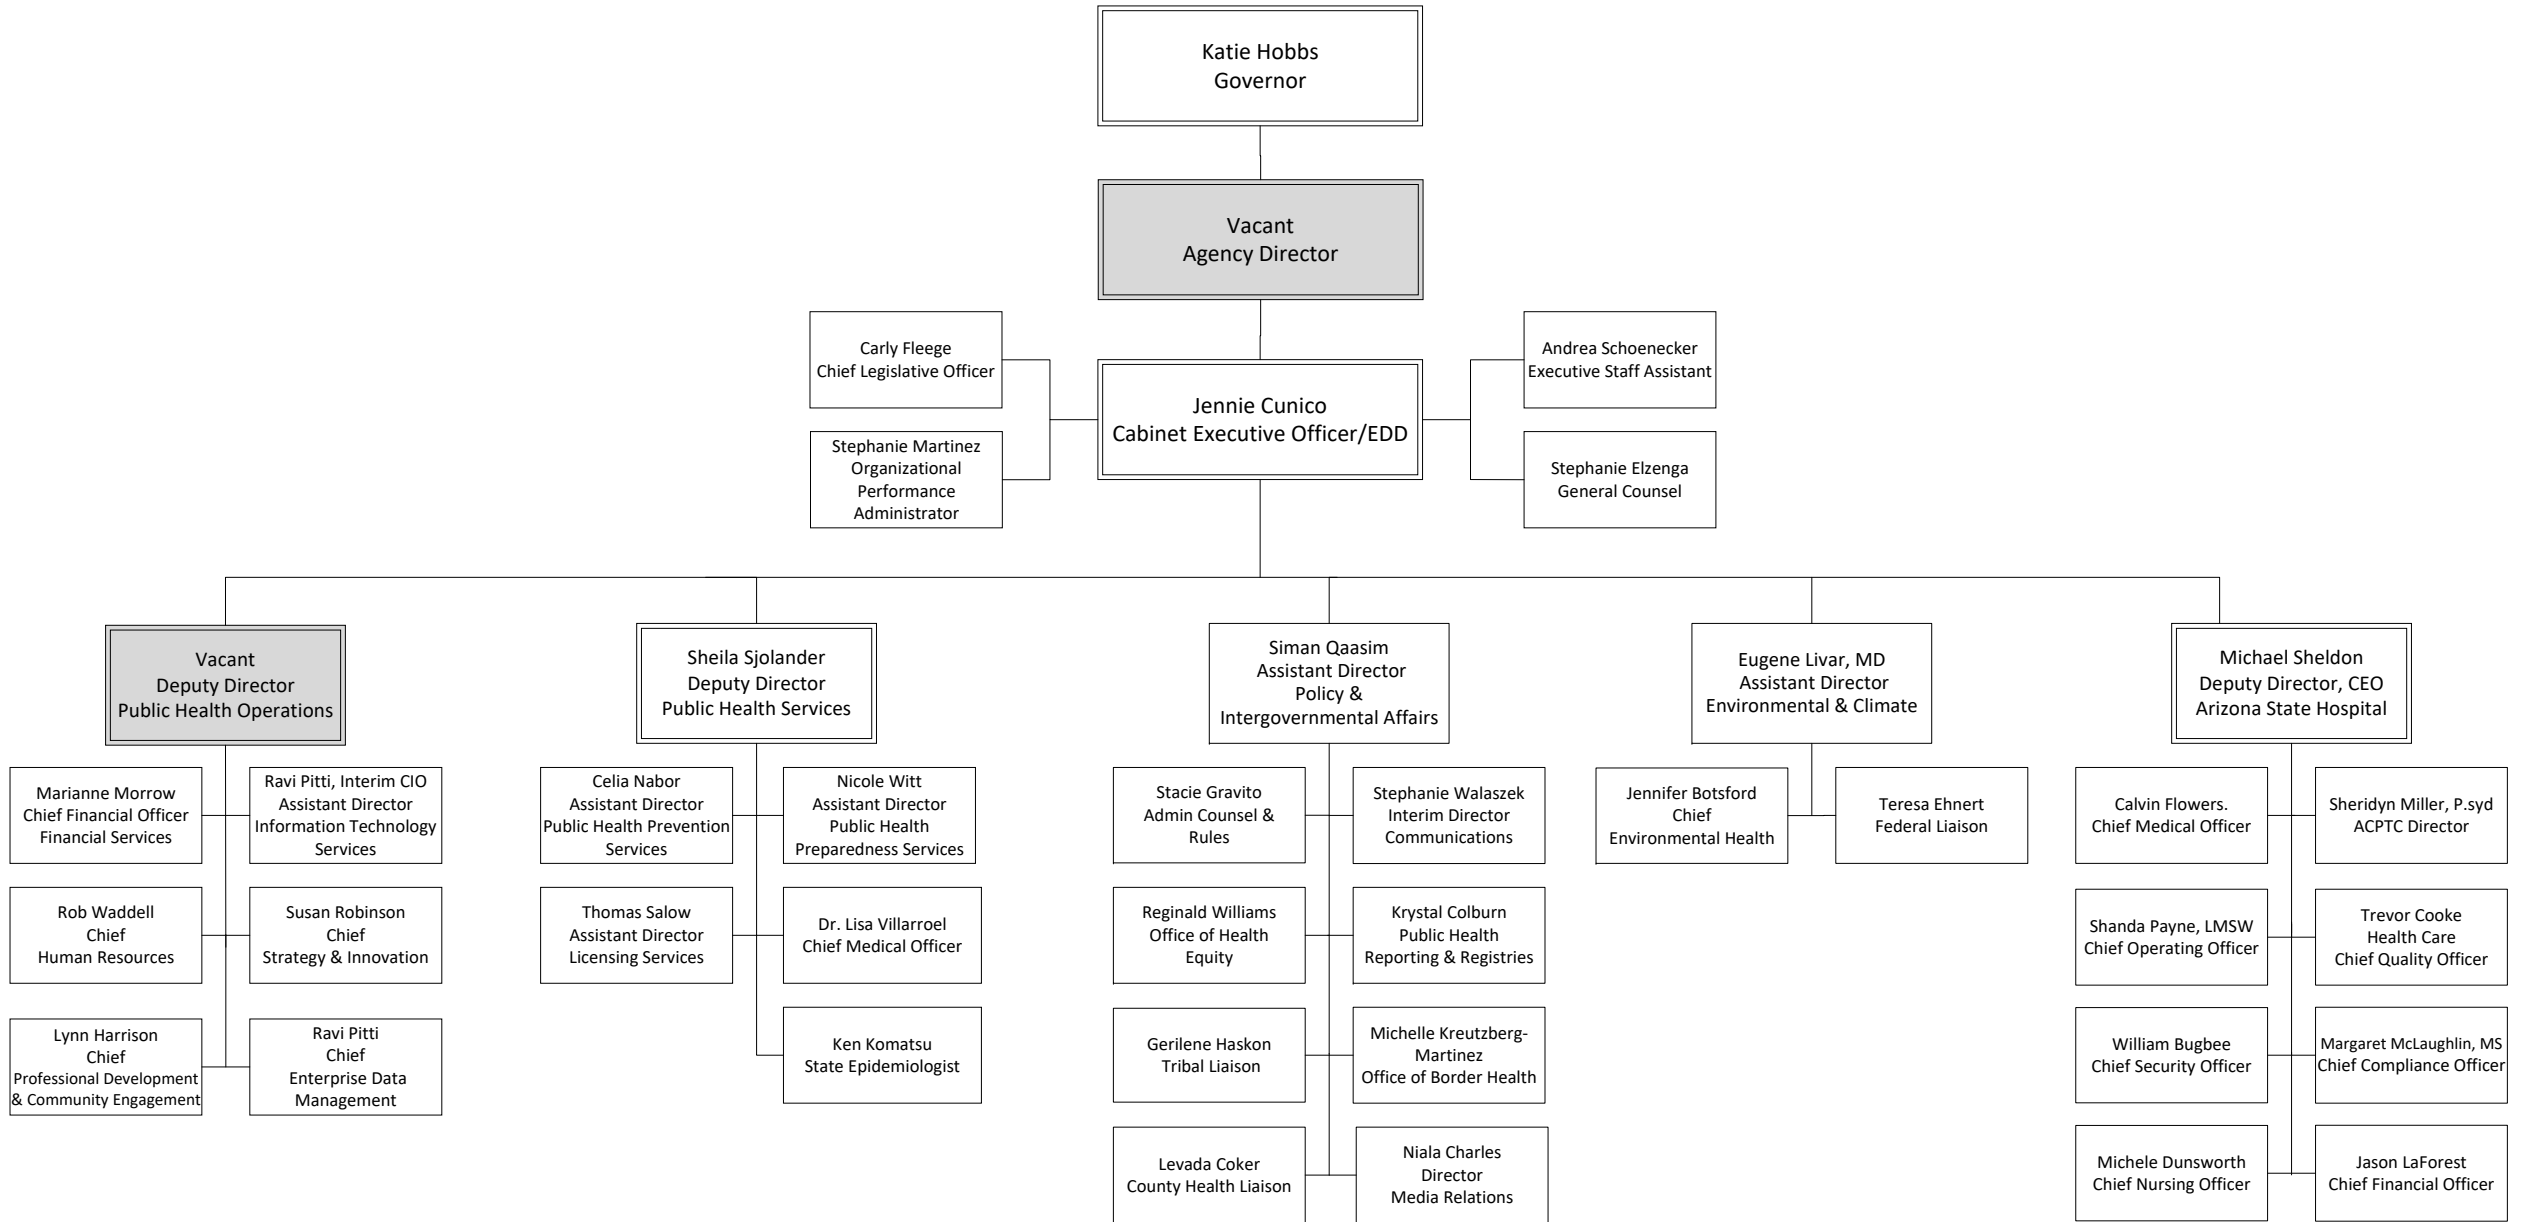 Katie Hobbs
Governor
Vacant
Agency Director
Carly Fleege
Chief Legislative Officer
Andrea Schoenecker
Executive Staff Assistant
Jennie Cunico
Cabinet Executive Officer/EDD
Stephanie Martinez
Organizational
Performance
Administrator
Stephanie Elzenga
General Counsel
Vacant
Deputy Director
Public Health Operations
Sheila Sjolander
Deputy Director
Public Health Services
Siman Qaasim
Assistant Director
Policy &
Intergovernmental Affairs
Eugene Livar, MD
Assistant Director
Environmental & Climate
Michael Sheldon
Deputy Director, CEO
Arizona State Hospital
Marianne Morrow
Chief Financial Officer
Financial Services
Ravi Pitti, Interim CIO
Assistant Director
Information Technology
Services
Rob Waddell
Chief
Human Resources
Susan Robinson
Chief
Strategy & Innovation
Lynn Harrison
Chief
Professional Development
& Community Engagement
Ravi Pitti
Chief
Enterprise Data
Management
Celia Nabor
Assistant Director
Public Health Prevention
Services
Nicole Witt
Assistant Director
Public Health
Preparedness Services
Thomas Salow
Assistant Director
Licensing Services
Dr. Lisa Villarroel
Chief Medical Officer
Ken Komatsu
State Epidemiologist
Stacie Gravito
Admin Counsel &
Rules
Stephanie Walaszek
Interim Director
Communications
Reginald Williams
Office of Health
Equity
Krystal Colburn
Public Health
Reporting & Registries
Gerilene Haskon
Tribal Liaison
Michelle Kreutzberg-
Martinez
Office of Border Health
Levada Coker
County Health Liaison
Niala Charles
Director
Media Relations
Jennifer Botsford
Chief
Environmental Health
Teresa Ehnert
Federal Liaison
Calvin Flowers.
Chief Medical Officer
Sheridyn Miller, P.syd
ACPTC Director
Shanda Payne, LMSW
Chief Operating Officer
Trevor Cooke
Health Care
Chief Quality Officer
William Bugbee
Chief Security Officer
Margaret McLaughlin, MS
Chief Compliance Officer
Michele Dunsworth
Chief Nursing Officer
Jason LaForest
Chief Financial Officer